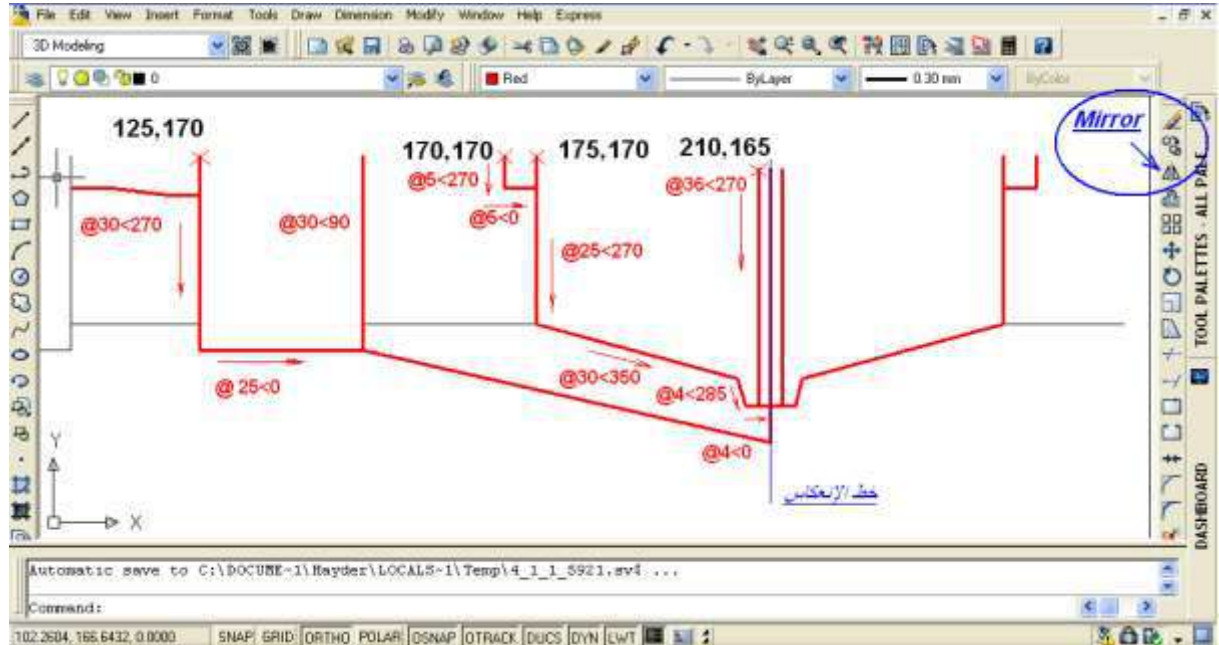 File Edit View Insert Format Tools Draw Dimension Modify Window Help Express
3D Modeling
0 Red ByLayer 0.30 mm ByColor
Mirror
125,170
170,170 175,170 210,165
@5<270 @36<270
@30<270 @30<90 @5<0
@25<270
@ 25<0 @30<350 @4<285
@4<0
خط الإنعكاس
Y
X
TOOL PALETTES - ALL PALE
DASHBOARD
Automatic save to C:\DOCUME~1\Hayder\LOCALS~1\Temp\4_1_1_5921.sv$ ...
Command:
102.2604, 166.6432, 0.0000 SNAP GRID ORTHO POLAR OSNAP OTRACK DUCS DYN LWT